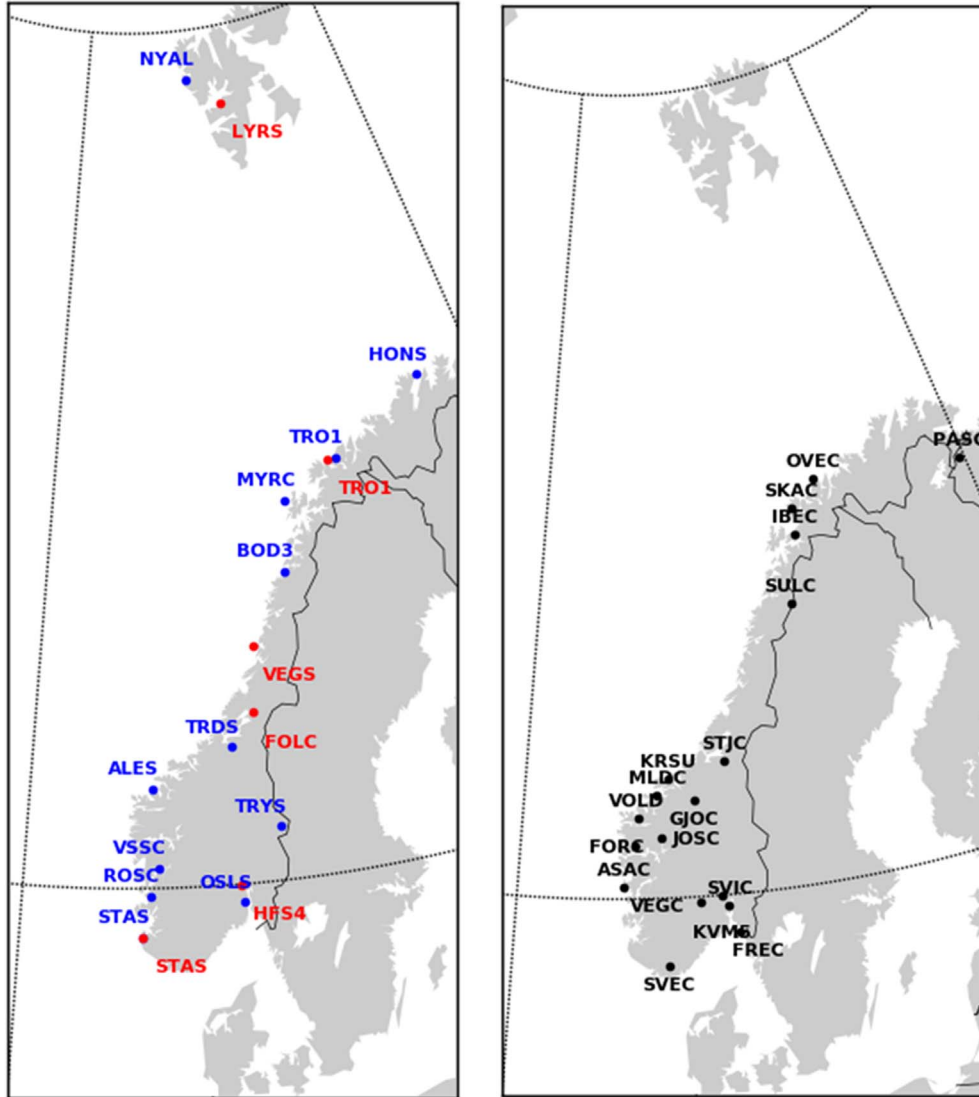 NYAL
LYRS
HONS
TRO1
TRO1
MYRC
BOD3
VEGS
TRDS
FOLC
ALES
TRYS
VSSC
ROSC
OSLS
STAS
HFS4
STAS
PASC
OVEC
SKAC
IBEC
SULC
STJC
KRSU
MLDC
VOLD
GJOC
JOSC
FORC
ASAC
SVIC
VEGC
FREC
SVEC